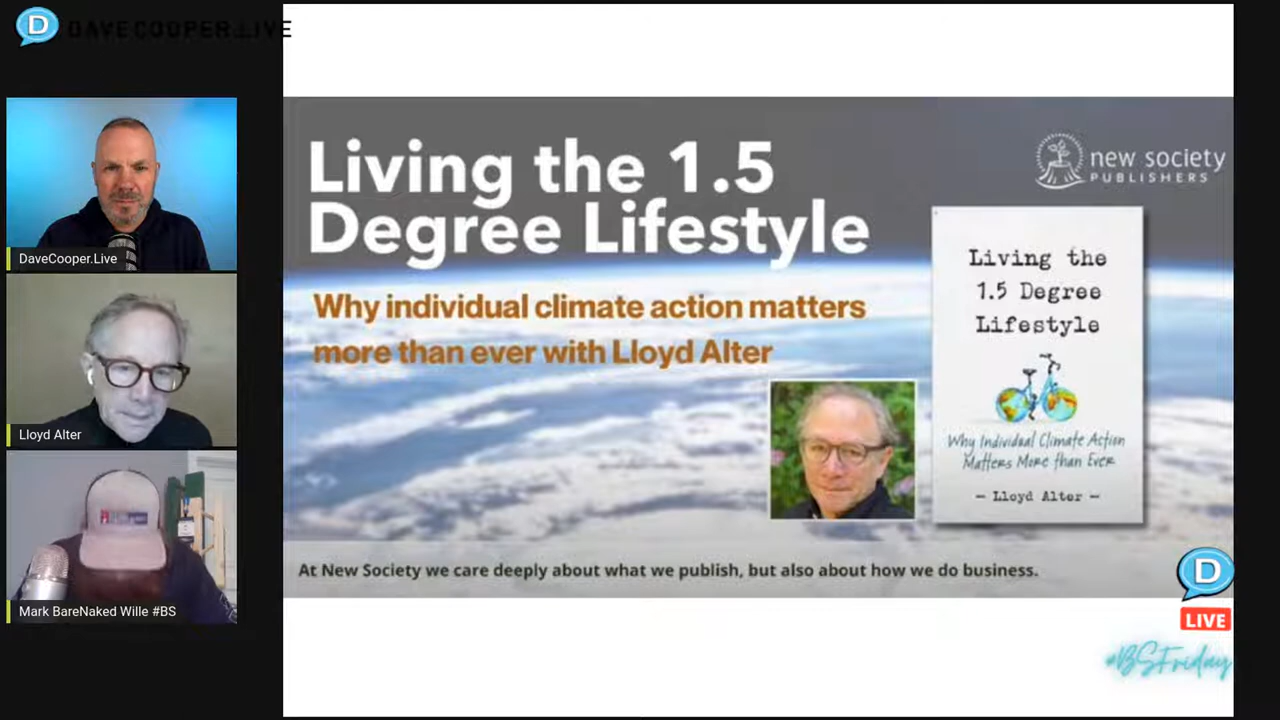 D DAVECOOPER.LIVE
DaveCooper.Live
Lloyd Alter
Mark BareNaked Wille #BS
Living the 1.5
Degree Lifestyle
Why individual climate action matters
more than ever with Lloyd Alter
new society
PUBLISHERS
Living the
1.5 Degree
Lifestyle
Why Individual Climate Action
Matters More than Ever
— Lloyd Alter —
At New Society we care deeply about what we publish, but also about how we do business.
D
LIVE
#BSFriday